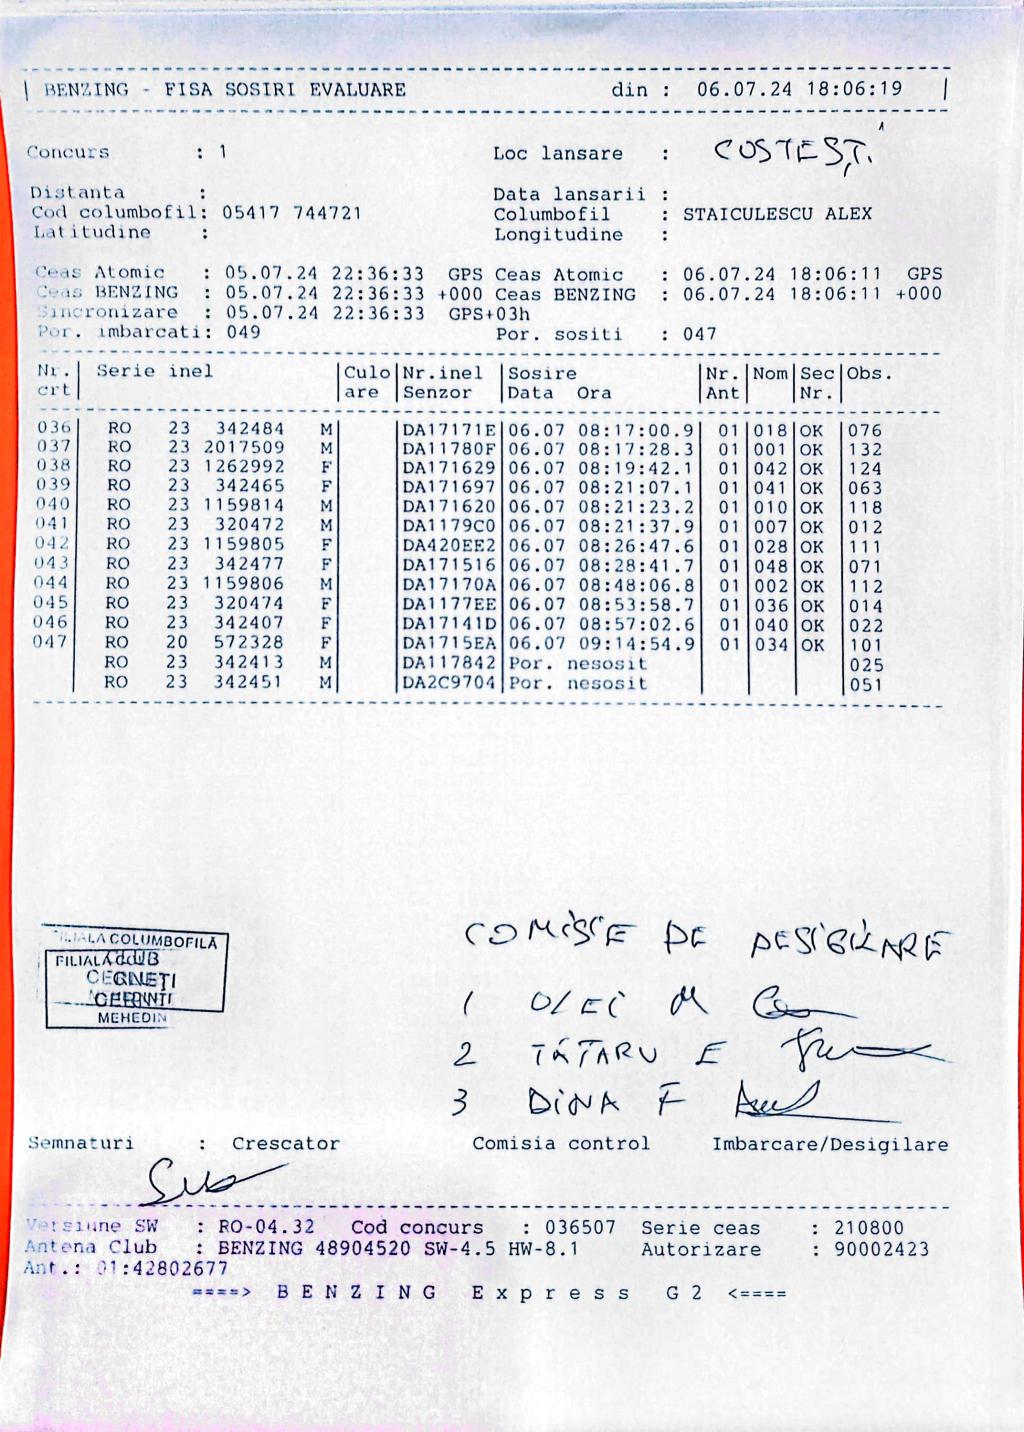 BENZING - FISA SOSIRI EVALUARE din : 06.07.24 18:06:19
Concurs : 1 Loc lansare : COSTEȘTI
Distanta : Data lansarii :
Cod columbofil: 05417 744721 Columbofil : STAICULESCU ALEX
Latitudine : Longitudine :
Ceas Atomic : 05.07.24 22:36:33 GPS Ceas Atomic : 06.07.24 18:06:11 GPS
Ceas BENZING : 05.07.24 22:36:33 +000 Ceas BENZING : 06.07.24 18:06:11 +000
Sincronizare : 05.07.24 22:36:33 GPS+03h
Por. imbarcati: 049 Por. sositi : 047
Nr. Serie inel Culo Nr.inel Sosire Nr. Nom Sec Obs.
crt are Senzor Data Ora Ant Nr.
036 RO 23 342484 M DA17171E 06.07 08:17:00.9 01 018 OK 076
037 RO 23 2017509 M DA11780F 06.07 08:17:28.3 01 001 OK 132
038 RO 23 1262992 F DA171629 06.07 08:19:42.1 01 042 OK 124
039 RO 23 342465 F DA171697 06.07 08:21:07.1 01 041 OK 063
040 RO 23 1159814 M DA171620 06.07 08:21:23.2 01 010 OK 118
041 RO 23 320472 M DA1179C0 06.07 08:21:37.9 01 007 OK 012
042 RO 23 1159805 F DA420EE2 06.07 08:26:47.6 01 028 OK 111
043 RO 23 342477 F DA171516 06.07 08:28:41.7 01 048 OK 071
044 RO 23 1159806 M DA17170A 06.07 08:48:06.8 01 002 OK 112
045 RO 23 320474 F DA1177EE 06.07 08:53:58.7 01 036 OK 014
046 RO 23 342407 F DA17141D 06.07 08:57:02.6 01 040 OK 022
047 RO 20 572328 F DA1715EA 06.07 09:14:54.9 01 034 OK 101
RO 23 342413 M DA117842 Por. nesosit 025
RO 23 342451 M DA2C9704 Por. nesosit 051
COMISIE DE DESIGILARE
FILIALA COLUMBOFILĂ
FILIALA
MEHEDIN
1 OLEI M
2 TĂTARU E
3 DINA F
Semnaturi : Crescator Comisia control Imbarcare/Desigilare
Versiune SW : RO-04.32 Cod concurs : 036507 Serie ceas : 210800
Antena Club : BENZING 48904520 SW-4.5 HW-8.1 Autorizare : 90002423
Ant.: 01:42802677
====> BENZING Express G2 <====